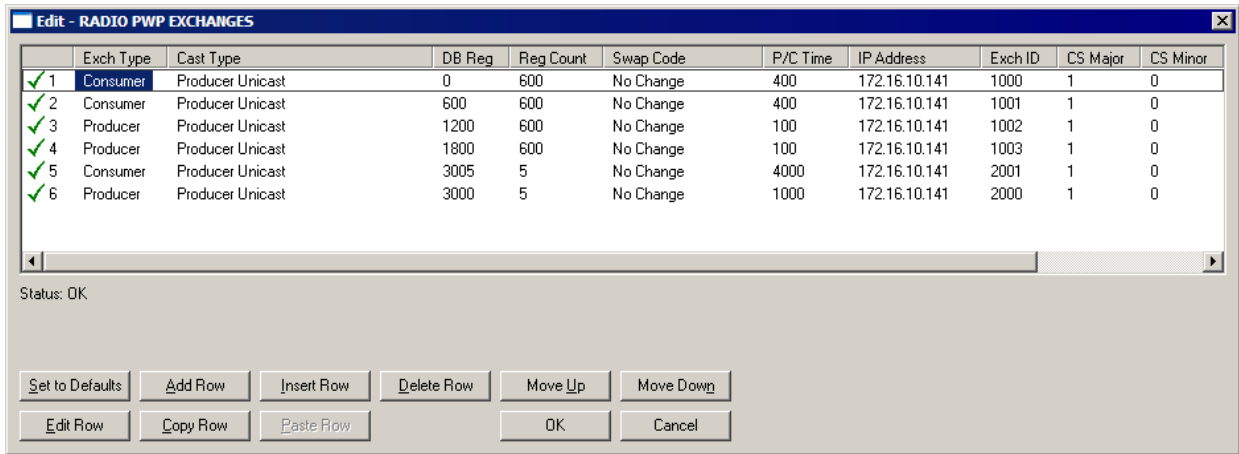 Edit - RADIO PWP EXCHANGES
Exch Type Cast Type DB Reg Reg Count Swap Code P/C Time IP Address Exch ID CS Major CS Minor
1 Consumer Producer Unicast 0 600 No Change 400 172.16.10.141 1000 1 0
2 Consumer Producer Unicast 600 600 No Change 400 172.16.10.141 1001 1 0
3 Producer Producer Unicast 1200 600 No Change 100 172.16.10.141 1002 1 0
4 Producer Producer Unicast 1800 600 No Change 100 172.16.10.141 1003 1 0
5 Consumer Producer Unicast 3005 5 No Change 4000 172.16.10.141 2001 1 0
6 Producer Producer Unicast 3000 5 No Change 1000 172.16.10.141 2000 1 0
Status: OK
Set to Defaults Add Row Insert Row Delete Row Move Up Move Down
Edit Row Copy Row Paste Row OK Cancel